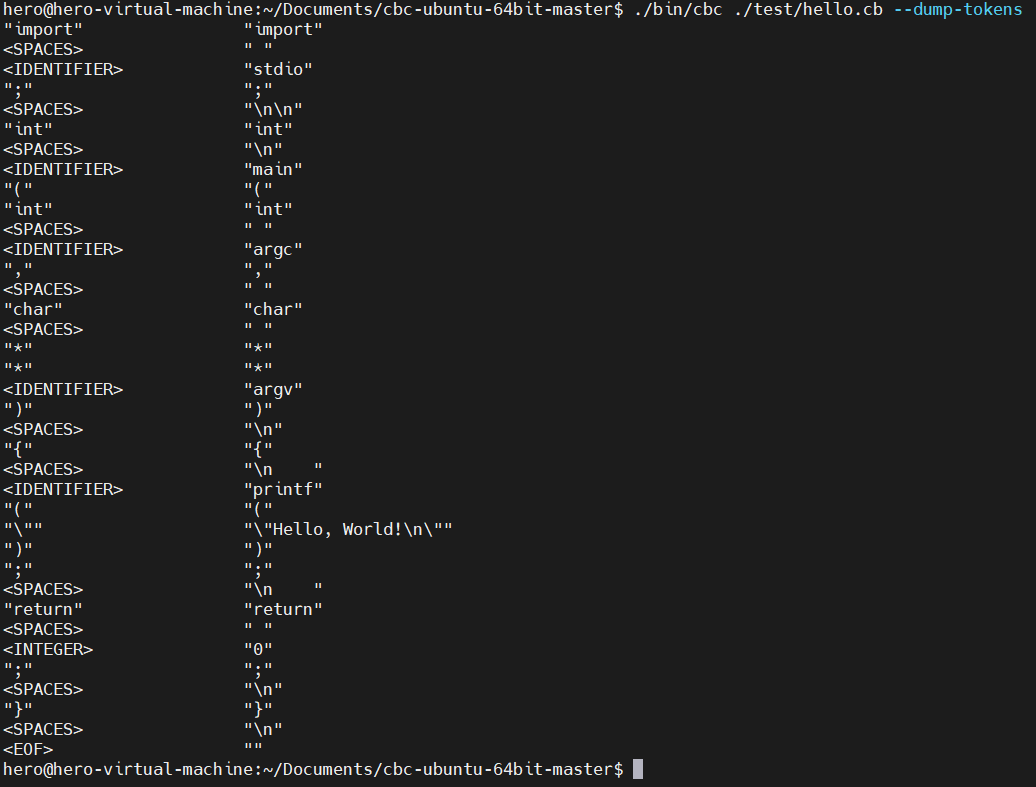 hero@hero-virtual-machine:~/Documents/cbc-ubuntu-64bit-master$ ./bin/cbc ./test/hello.cb --dump-tokens
"import"                "import"
<SPACES>                " "
<IDENTIFIER>            "stdio"
";"                     ";"
<SPACES>                "\n\n"
"int"                   "int"
<SPACES>                "\n"
<IDENTIFIER>            "main"
"("                     "("
"int"                   "int"
<SPACES>                " "
<IDENTIFIER>            "argc"
","                     ","
<SPACES>                " "
"char"                  "char"
<SPACES>                " "
"*"                     "*"
"*"                     "*"
<IDENTIFIER>            "argv"
")"                     ")"
<SPACES>                "\n"
"{"                     "{"
<SPACES>                "\n    "
<IDENTIFIER>            "printf"
"("                     "("
"\""                    "\"Hello, World!\n\""
")"                     ")"
";"                     ";"
<SPACES>                "\n    "
"return"                "return"
<SPACES>                " "
<INTEGER>               "0"
";"                     ";"
<SPACES>                "\n"
"}"                     "}"
<SPACES>                "\n"
<EOF>                   ""
hero@hero-virtual-machine:~/Documents/cbc-ubuntu-64bit-master$